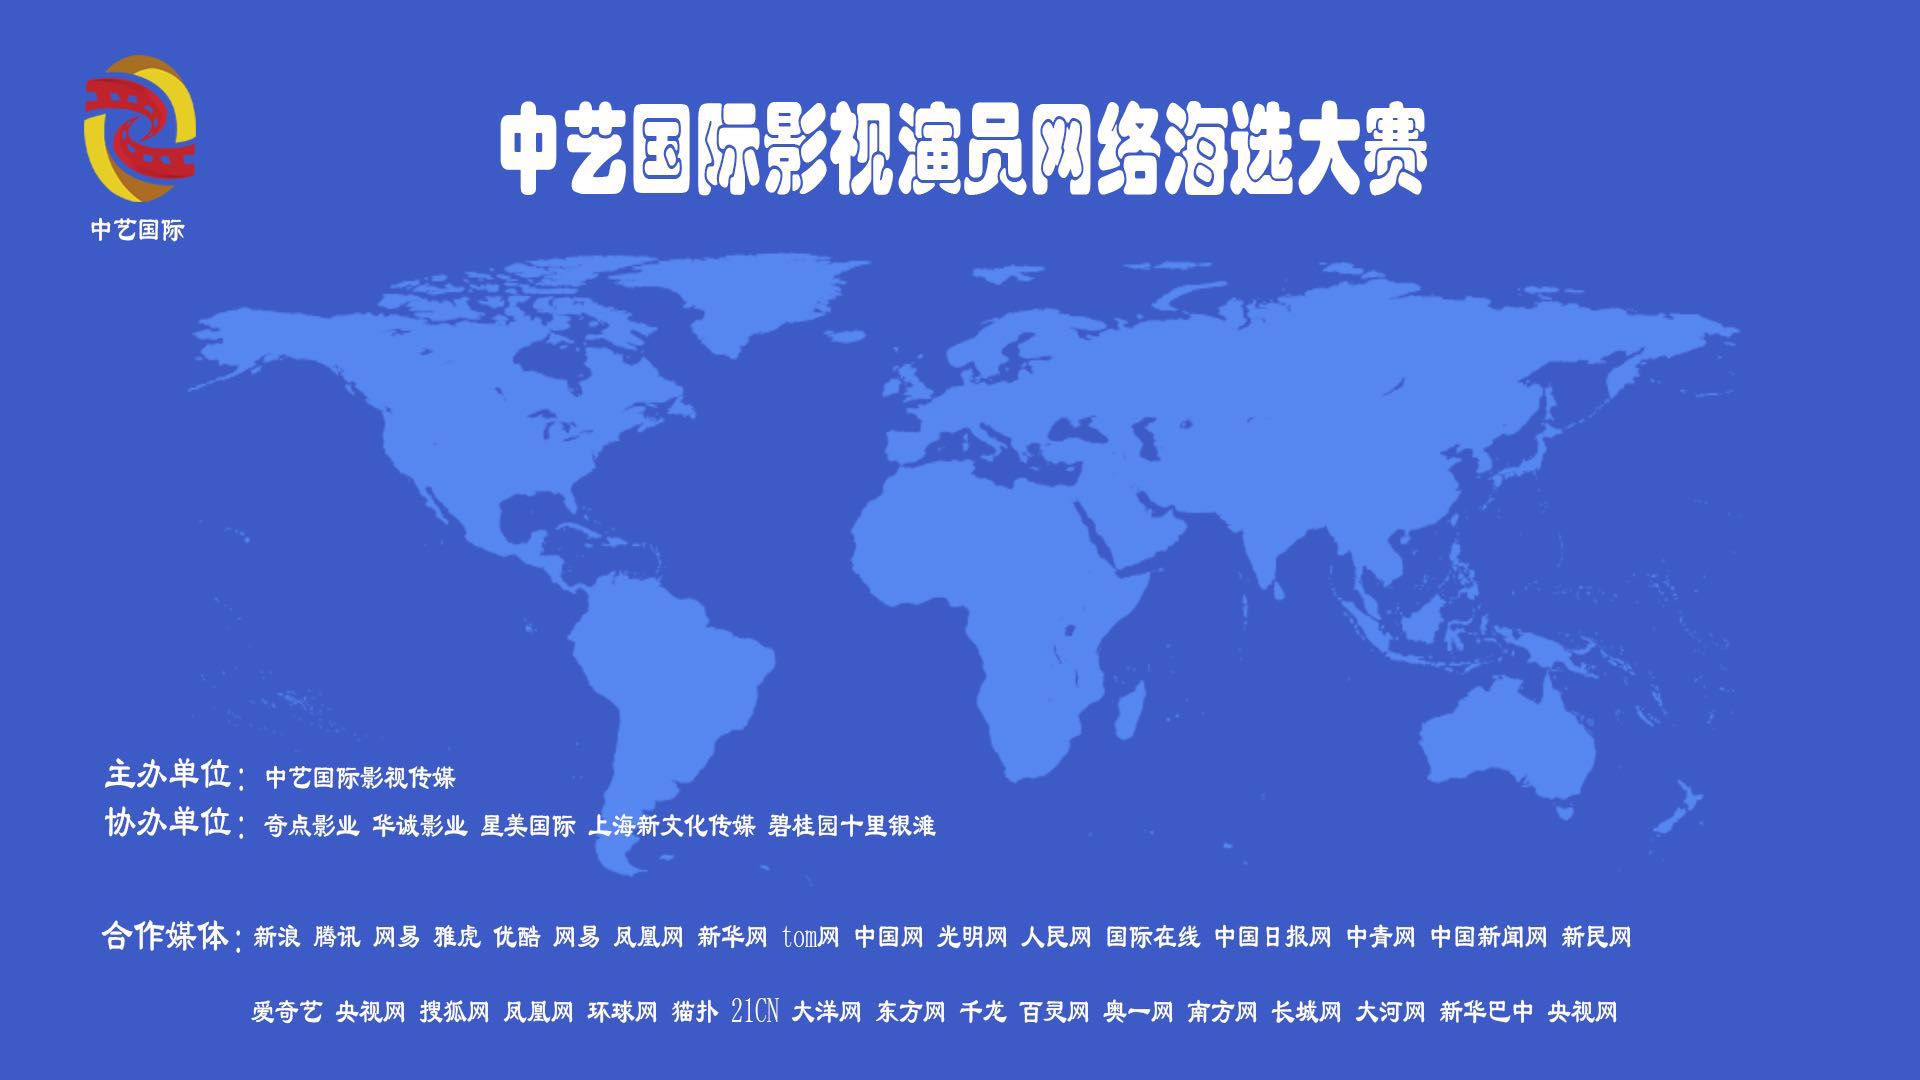 中艺国际影视演员网络海选大赛
中艺国际
主办单位：中艺国际影视传媒
协办单位：奇点影业 华诚影业 星美国际 上海新文化传媒 碧桂园十里银滩
合作媒体：新浪 腾讯 网易 雅虎 优酷 网易 凤凰网 新华网 tom网 中国网 光明网 人民网 国际在线 中国日报网 中青网 中国新闻网 新民网
爱奇艺 央视网 搜狐网 凤凰网 环球网 猫扑 21CN 大洋网 东方网 千龙 百灵网 奥一网 南方网 长城网 大河网 新华巴中 央视网